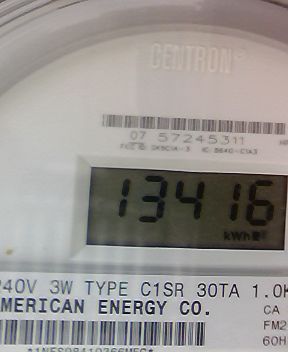 CENTRON®
07 57245311
13416
kWh
240V 3W TYPE C1SR 30TA 1.0K
AMERICAN ENERGY CO.
CA
FM2
60H